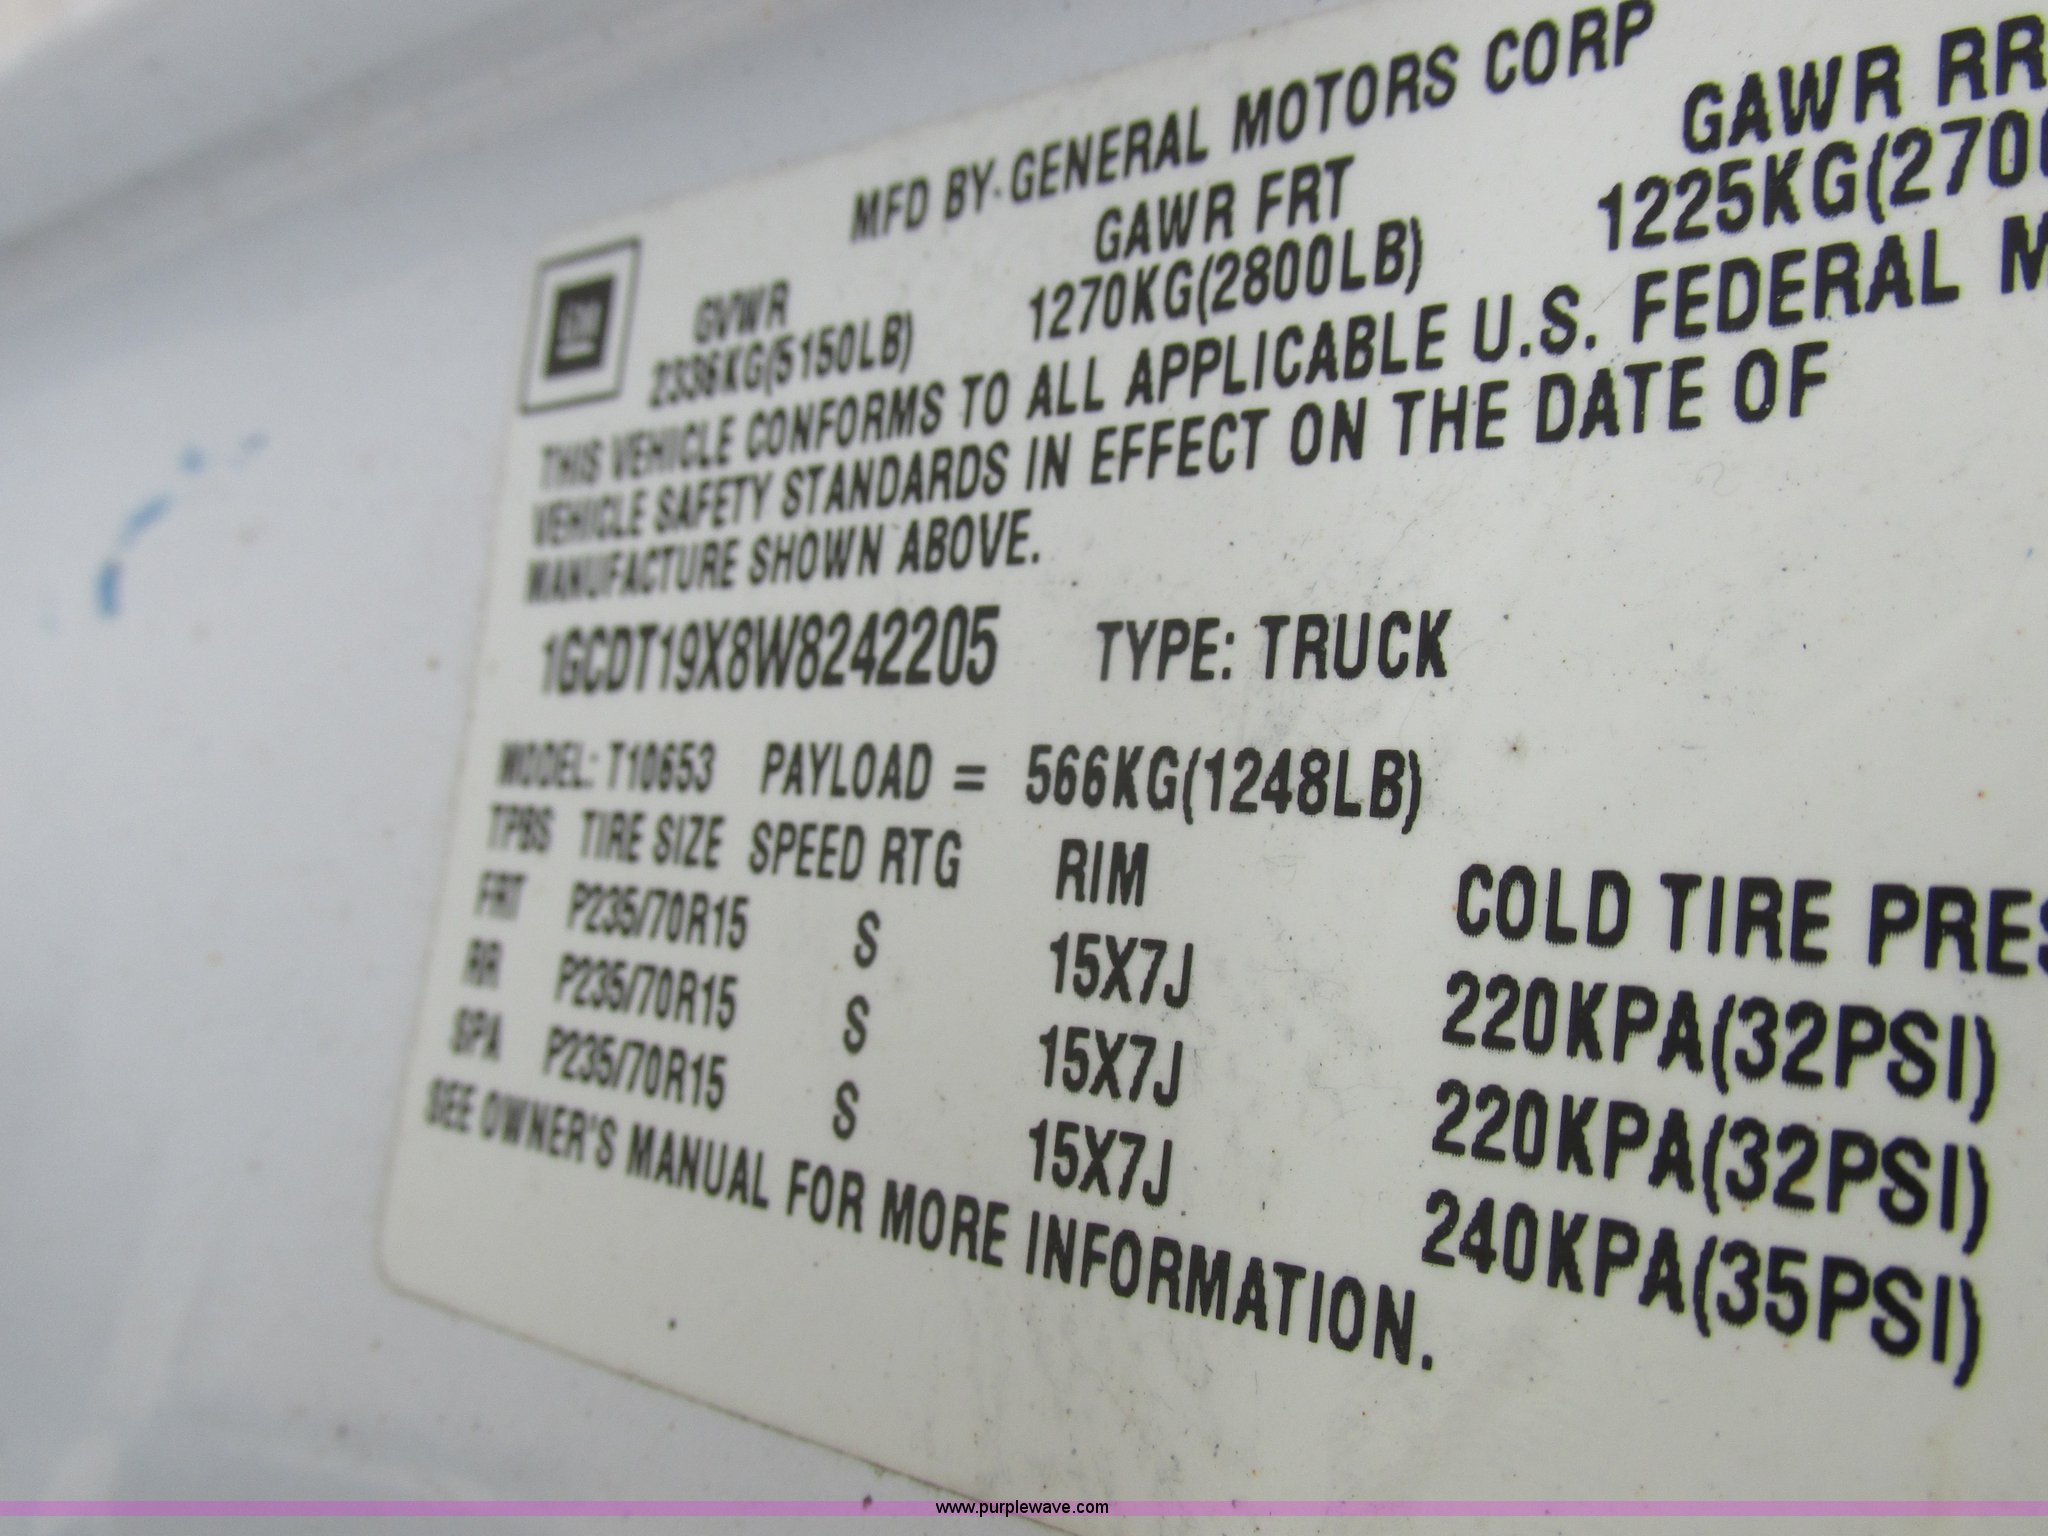 MFD BY GENERAL MOTORS CORP
GVWR GAWR FRT GAWR RR
2336KG(5150LB) 1270KG(2800LB) 1225KG(2700
THIS VEHICLE CONFORMS TO ALL APPLICABLE U.S. FEDERAL M
VEHICLE SAFETY STANDARDS IN EFFECT ON THE DATE OF
MANUFACTURE SHOWN ABOVE.
1GCDT19X8W8242205 TYPE: TRUCK
MODEL: T10653 PAYLOAD = 566KG(1248LB)
TPBS TIRE SIZE SPEED RTG RIM COLD TIRE PRES
FRT P235/70R15 S 15X7J 220KPA(32PSI)
RR P235/70R15 S 15X7J 220KPA(32PSI)
SPA P235/70R15 S 15X7J 240KPA(35PSI)
SEE OWNER'S MANUAL FOR MORE INFORMATION.
www.purplewave.com